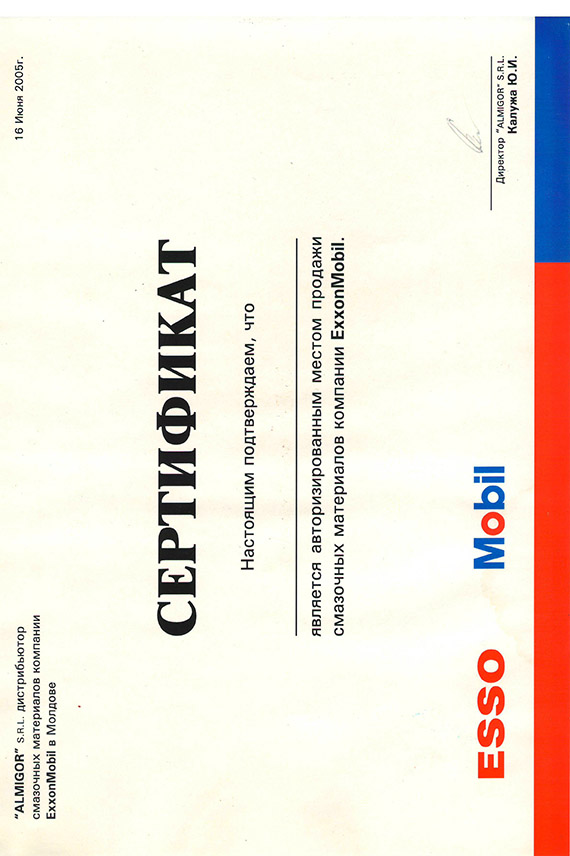 "ALMIGOR" S.R.L. дистрибьютор
смазочных материалов компании
ExxonMobil в Молдове
16 Июня 2005г.
СЕРТИФИКАТ
Настоящим подтверждаем, что
является авторизированным местом продажи
смазочных материалов компании ExxonMobil.
ESSO
Mobil
Директор "ALMIGOR" S.R.L.
Калужа Ю.И.